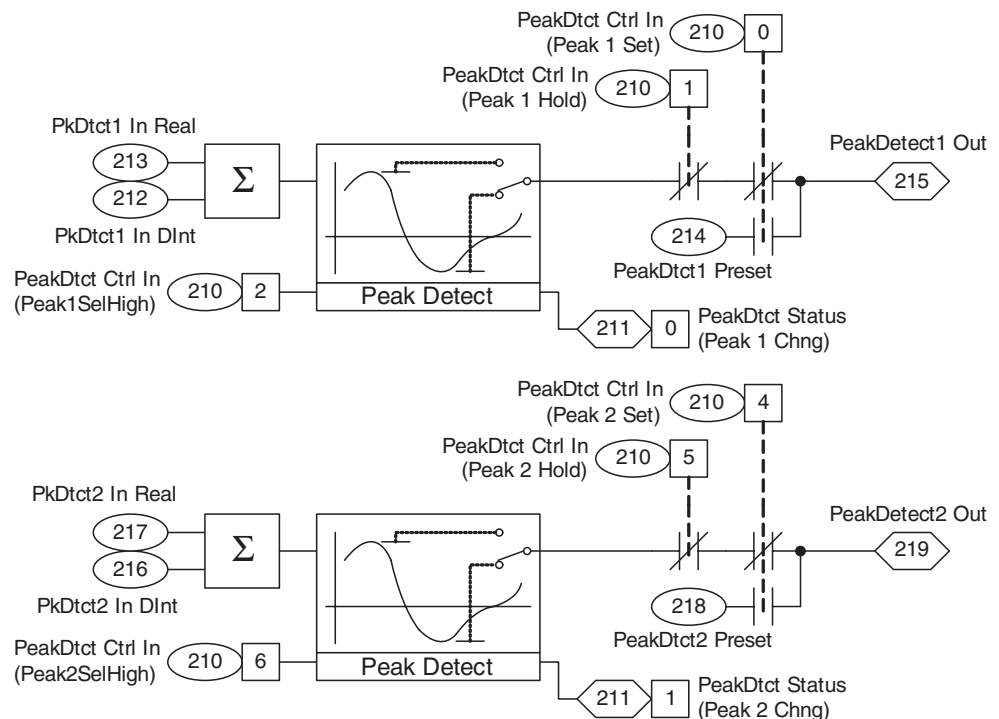 PeakDtct Ctrl In
(Peak 1 Set)
210
0
PeakDtct Ctrl In
(Peak 1 Hold)
210
1
PkDtct1 In Real
213
212
PkDtct1 In DInt
Σ
PeakDetect1 Out
215
214
PeakDtct1 Preset
PeakDtct Ctrl In
(Peak1SelHigh)
210
2
Peak Detect
211
0
PeakDtct Status
(Peak 1 Chng)
PeakDtct Ctrl In
(Peak 2 Set)
210
4
PeakDtct Ctrl In
(Peak 2 Hold)
210
5
PkDtct2 In Real
217
216
PkDtct2 In DInt
Σ
PeakDetect2 Out
219
218
PeakDtct2 Preset
PeakDtct Ctrl In
(Peak2SelHigh)
210
6
Peak Detect
211
1
PeakDtct Status
(Peak 2 Chng)